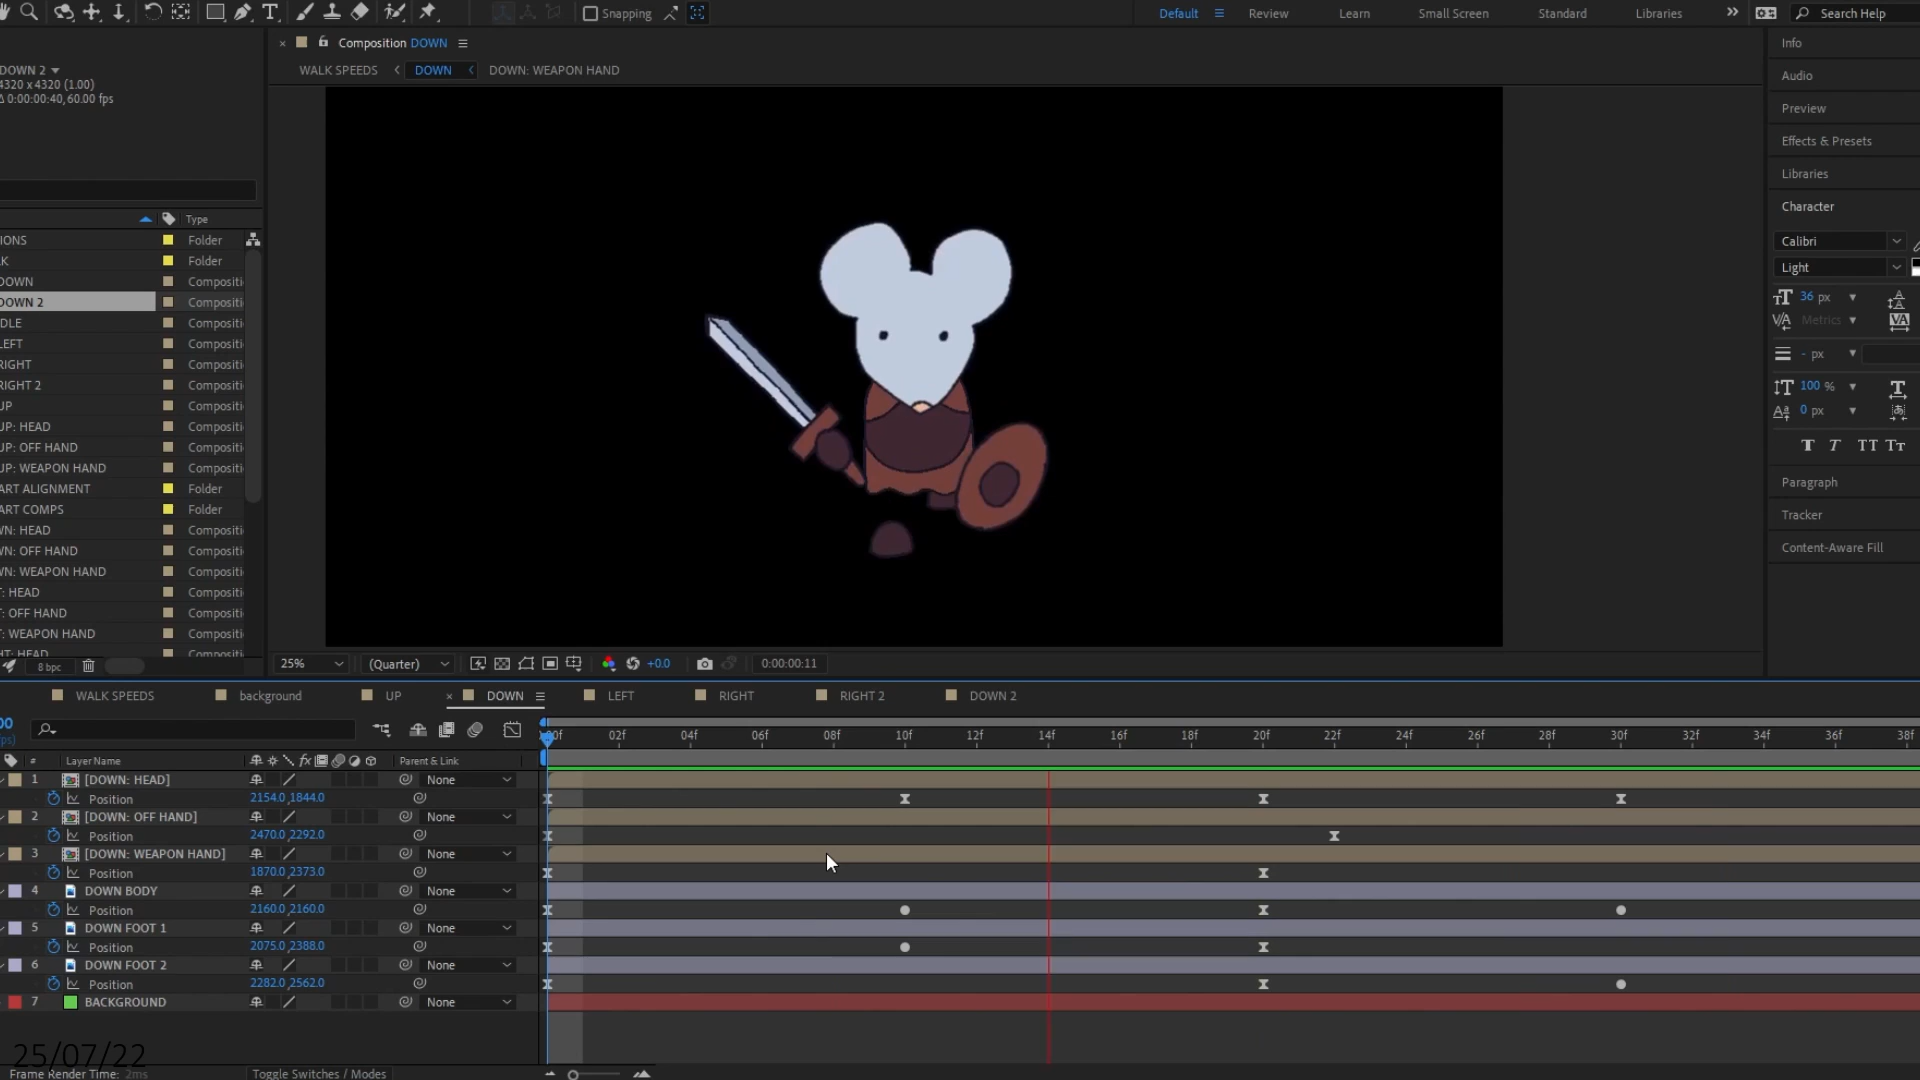 Snapping
Default
Review
Learn
Small Screen
Standard
Libraries
Search Help
Composition DOWN
WALK SPEEDS
DOWN
DOWN: WEAPON HAND
DOWN 2
4320 x 4320 (1.00)
Δ 0:00:00:40, 60.00 fps
Type
IONS Folder
K Folder
DOWN Compositi
DOWN 2 Compositi
DLE Compositi
LEFT Compositi
RIGHT Compositi
RIGHT 2 Compositi
UP Compositi
UP: HEAD Compositi
UP: OFF HAND Compositi
UP: WEAPON HAND Compositi
ART ALIGNMENT Folder
ART COMPS Folder
WN: HEAD Compositi
WN: OFF HAND Compositi
WN: WEAPON HAND Compositi
T: HEAD Compositi
T: OFF HAND Compositi
T: WEAPON HAND Compositi
HT: HEAD Compositi
8 bpc
25%
(Quarter)
+0.0
0:00:00:11
Info
Audio
Preview
Effects & Presets
Libraries
Character
Calibri
Light
36 px
Metrics
- px
100 %
0 px
Paragraph
Tracker
Content-Aware Fill
WALK SPEEDS
background
UP
DOWN
LEFT
RIGHT
RIGHT 2
DOWN 2
02f 04f 06f 08f 10f 12f 14f 16f 18f 20f 22f 24f 26f 28f 30f 32f 34f 36f 38f
# Layer Name fx Parent & Link
1 [DOWN: HEAD] None
Position 2154.0,1844.0
2 [DOWN: OFF HAND] None
Position 2470.0,2292.0
3 [DOWN: WEAPON HAND] None
Position 1870.0,2373.0
4 DOWN BODY None
Position 2160.0,2160.0
5 DOWN FOOT 1 None
Position 2075.0,2388.0
6 DOWN FOOT 2 None
Position 2282.0,2562.0
7 BACKGROUND None
25/07/22
Frame Render Time: 2ms
Toggle Switches / Modes